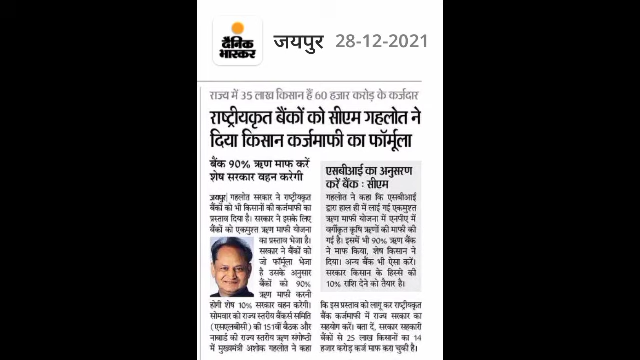 दैनिक
भास्कर
जयपुर 28-12-2021
राज्य में 35 लाख किसान हैं 60 हजार करोड़ के कर्जदार
राष्ट्रीयकृत बैंकों को सीएम गहलोत ने
दिया किसान कर्जमाफी का फॉर्मूला
बैंक 90% ऋण माफ करें
शेष सरकार वहन करेगी
जयपुर| गहलोत सरकार ने राष्ट्रीयकृत
बैंकों को भी किसानों की कर्जमाफी का
प्रस्ताव दिया है। सरकार ने इसके लिए
बैंकों को एकमुश्त ऋण माफी योजना
का प्रस्ताव भेजा है।
सरकार ने बैंकों को
जो फॉर्मूला भेजा
है उसके अनुसार
बैंकों को 90%
ऋण माफी करनी
होगी शेष 10% सरकार वहन करेगी।
सोमवार को राज्य स्तरीय बैंकर्स समिति
(एसएलबीसी) की 151वीं बैठक और
नाबार्ड की राज्य स्तरीय ऋण संगोष्ठी
में मुख्यमंत्री अशोक गहलोत ने कहा
एसबीआई का अनुसरण
करें बैंक : सीएम
गहलोत ने कहा कि एसबीआई
द्वारा हाल ही में लाई गई एकमुश्त
ऋण माफी योजना में एनपीए में
वर्गीकृत कृषि ऋणों की माफी की
गई है। इसमें भी 90% ऋण बैंक
ने माफ किया, शेष किसान ने
दिया। अन्य बैंक भी ऐसा करें।
सरकार किसान के हिस्से की
10% राशि देने को तैयार है।
कि इस प्रस्ताव को लागू कर राष्ट्रीयकृत
बैंक कर्जमाफी में राज्य सरकार का
सहयोग करें। बता दें, सरकार सहकारी
बैंकों से 25 लाख किसानों का 14
हजार करोड़ कर्ज माफ करा चुकी है।